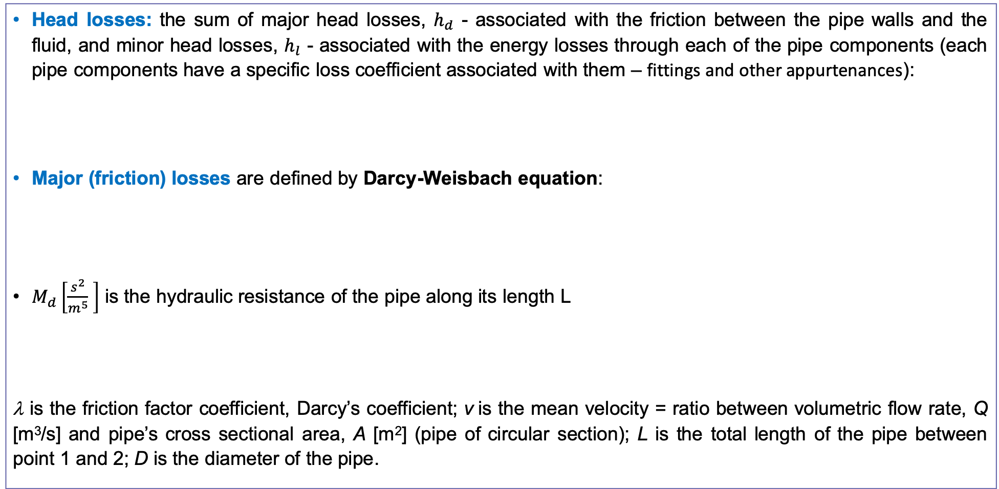 • Head losses: the sum of major head losses, h_d - associated with the friction between the pipe walls and the
fluid, and minor head losses, h_l - associated with the energy losses through each of the pipe components (each
pipe components have a specific loss coefficient associated with them – fittings and other appurtenances):
• Major (friction) losses are defined by Darcy-Weisbach equation:
• M_d [s²/m⁵] is the hydraulic resistance of the pipe along its length L
λ is the friction factor coefficient, Darcy’s coefficient; v is the mean velocity = ratio between volumetric flow rate, Q
[m³/s] and pipe’s cross sectional area, A [m²] (pipe of circular section); L is the total length of the pipe between
point 1 and 2; D is the diameter of the pipe.